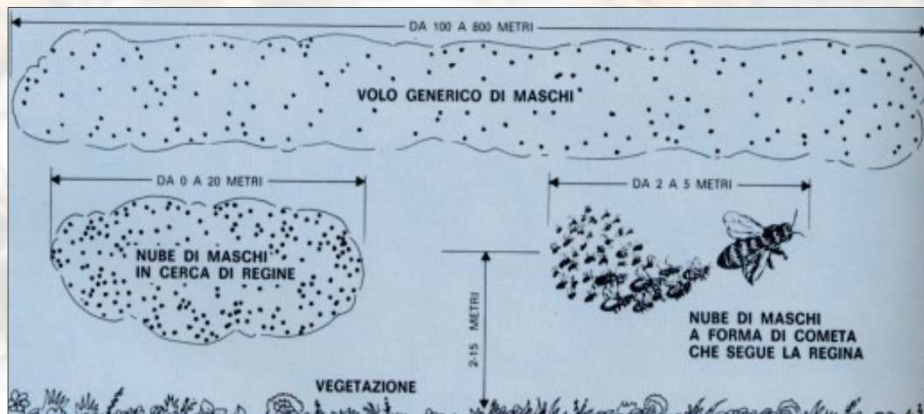 DA 100 A 800 METRI
VOLO GENERICO DI MASCHI
DA 0 A 20 METRI
DA 2 A 5 METRI
NUBE DI MASCHI
IN CERCA DI REGINE
2-15 METRI
NUBE DI MASCHI
A FORMA DI COMETA
CHE SEGUE LA REGINA
VEGETAZIONE